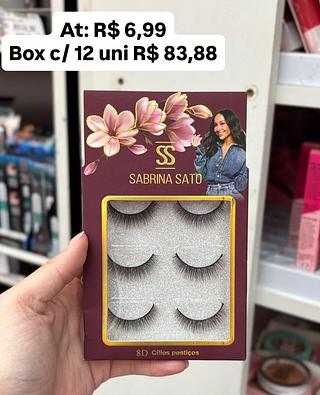 At: R$ 6,99
Box c/ 12 uni R$ 83,88
SS
SABRINA SATO
8D Cílios postiços